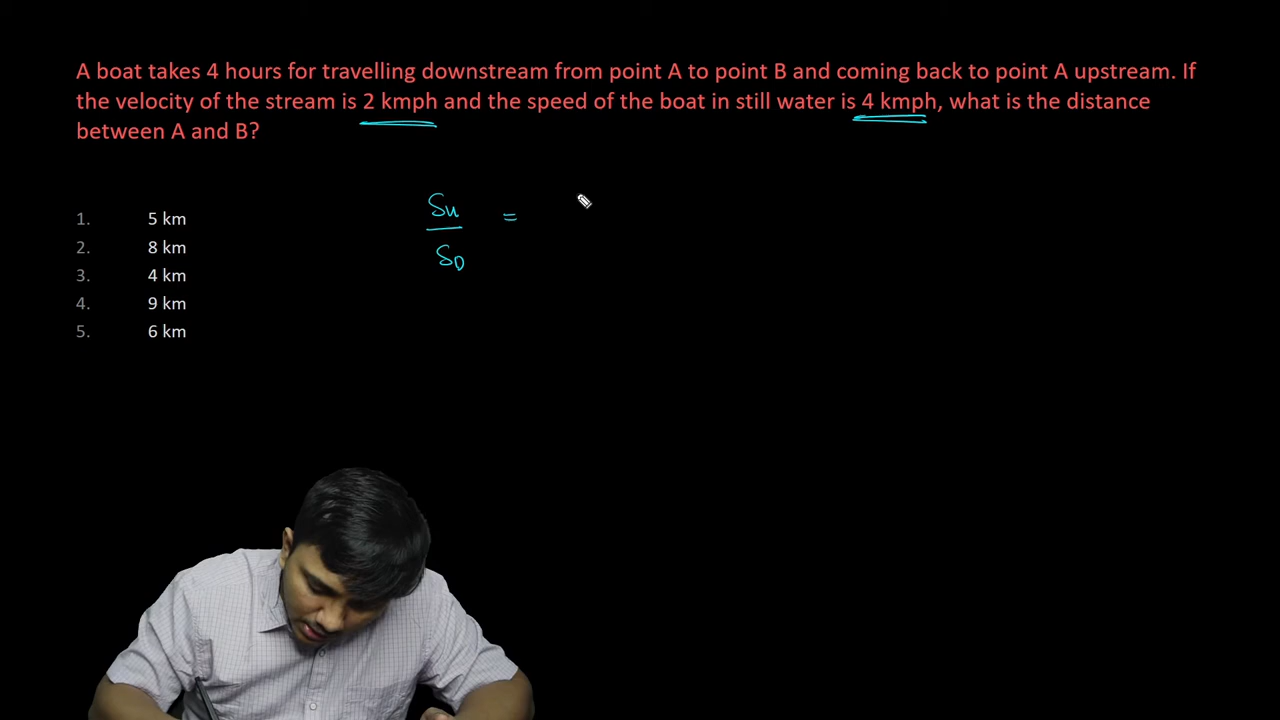 A boat takes 4 hours for travelling downstream from point A to point B and coming back to point A upstream. If
the velocity of the stream is 2 kmph and the speed of the boat in still water is 4 kmph, what is the distance
between A and B?
Su
=
SD
1. 5 km
2. 8 km
3. 4 km
4. 9 km
5. 6 km